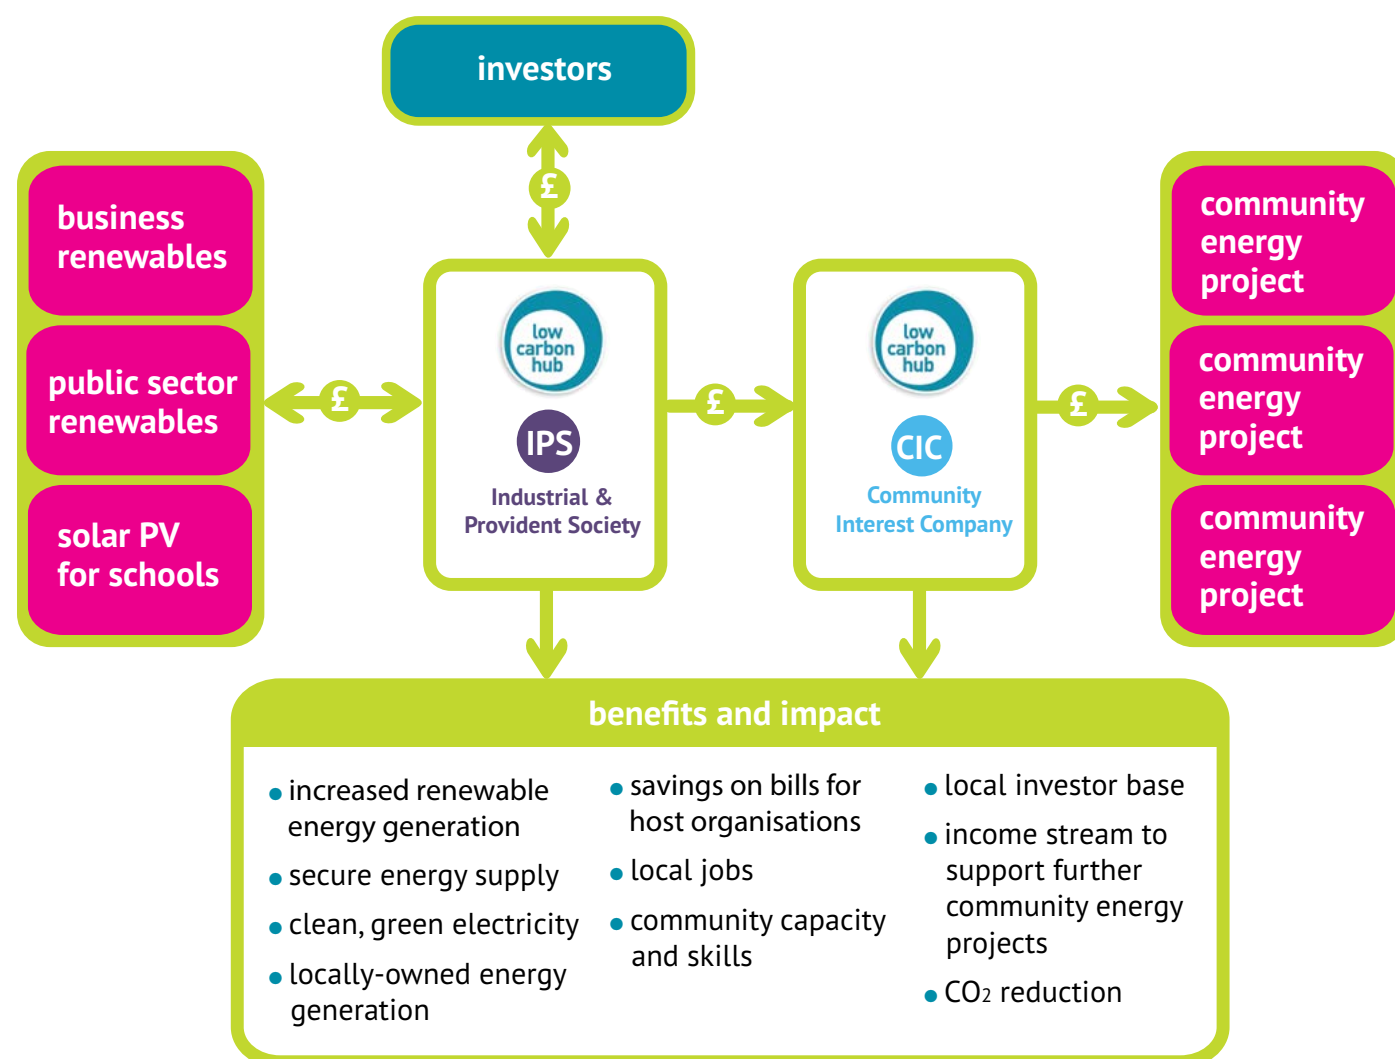 investors
£
business
renewables
public sector
renewables
solar PV
for schools
£
low
carbon
hub
IPS
Industrial &
Provident Society
£
low
carbon
hub
CIC
Community
Interest Company
£
community
energy
project
community
energy
project
community
energy
project
benefits and impact
• increased renewable
energy generation
• secure energy supply
• clean, green electricity
• locally-owned energy
generation
• savings on bills for
host organisations
• local jobs
• community capacity
and skills
• local investor base
• income stream to
support further
community energy
projects
• CO₂ reduction